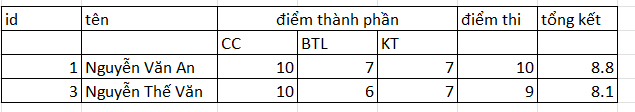 id tên điểm thành phần điểm thi tổng kết
CC BTL KT
1 Nguyễn Văn An 10 7 7 10 8.8
3 Nguyễn Thế Văn 10 6 7 9 8.1